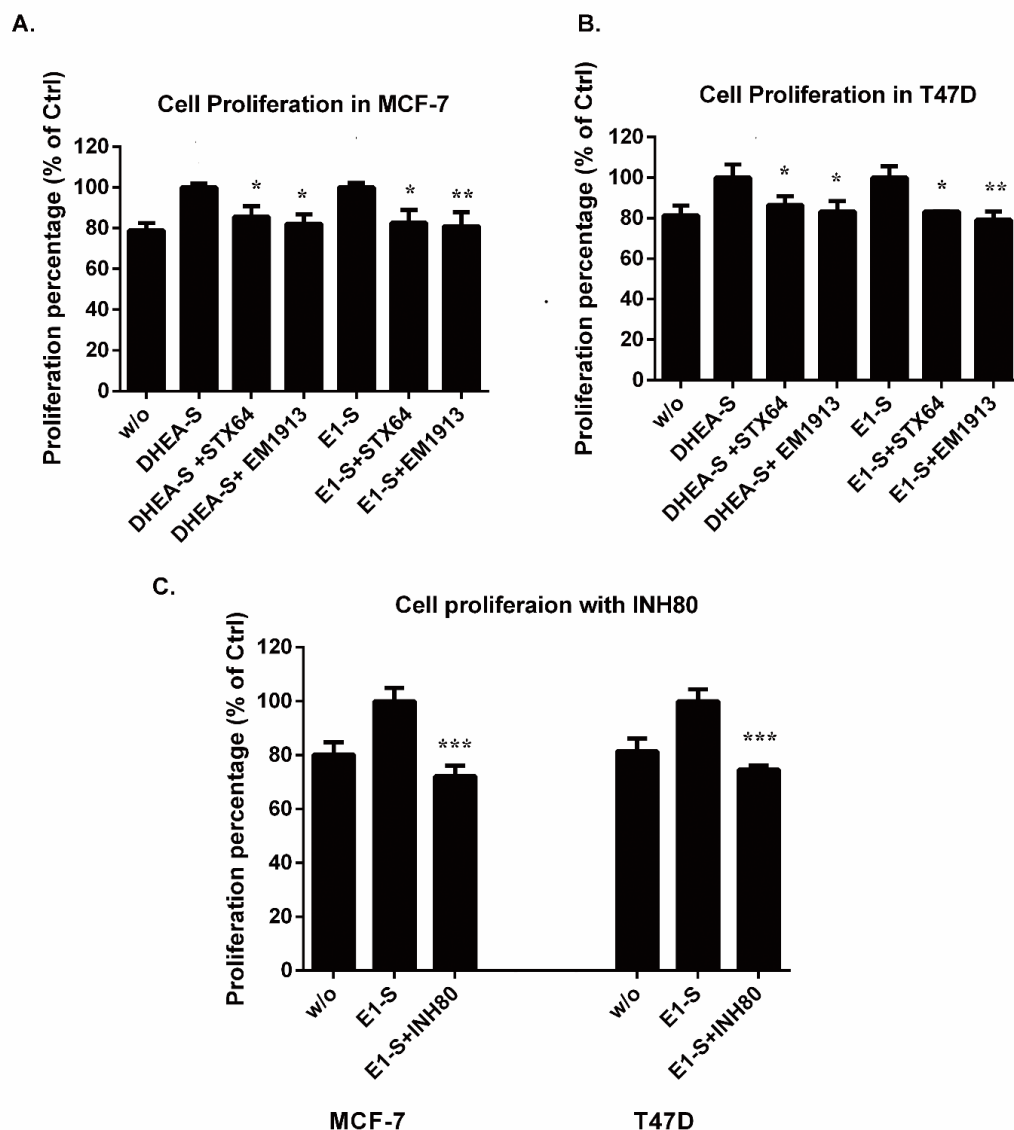 A.
Cell Proliferation in MCF-7
Proliferation percentage (% of Ctrl)
120
100
80
60
40
20
0
*
*
*
**
w/o
DHEA-S
DHEA-S +STX64
DHEA-S+ EM1913
E1-S
E1-S+STX64
E1-S+EM1913
B.
Cell Proliferation in T47D
Proliferation percentage (% of Ctrl)
120
100
80
60
40
20
0
*
*
*
**
w/o
DHEA-S
DHEA-S +STX64
DHEA-S+ EM1913
E1-S
E1-S+STX64
E1-S+EM1913
C.
Cell proliferaion with INH80
Proliferation percentage (% of Ctrl)
120
100
80
60
40
20
0
***
***
w/o
E1-S
E1-S+INH80
w/o
E1-S
E1-S+INH80
MCF-7
T47D